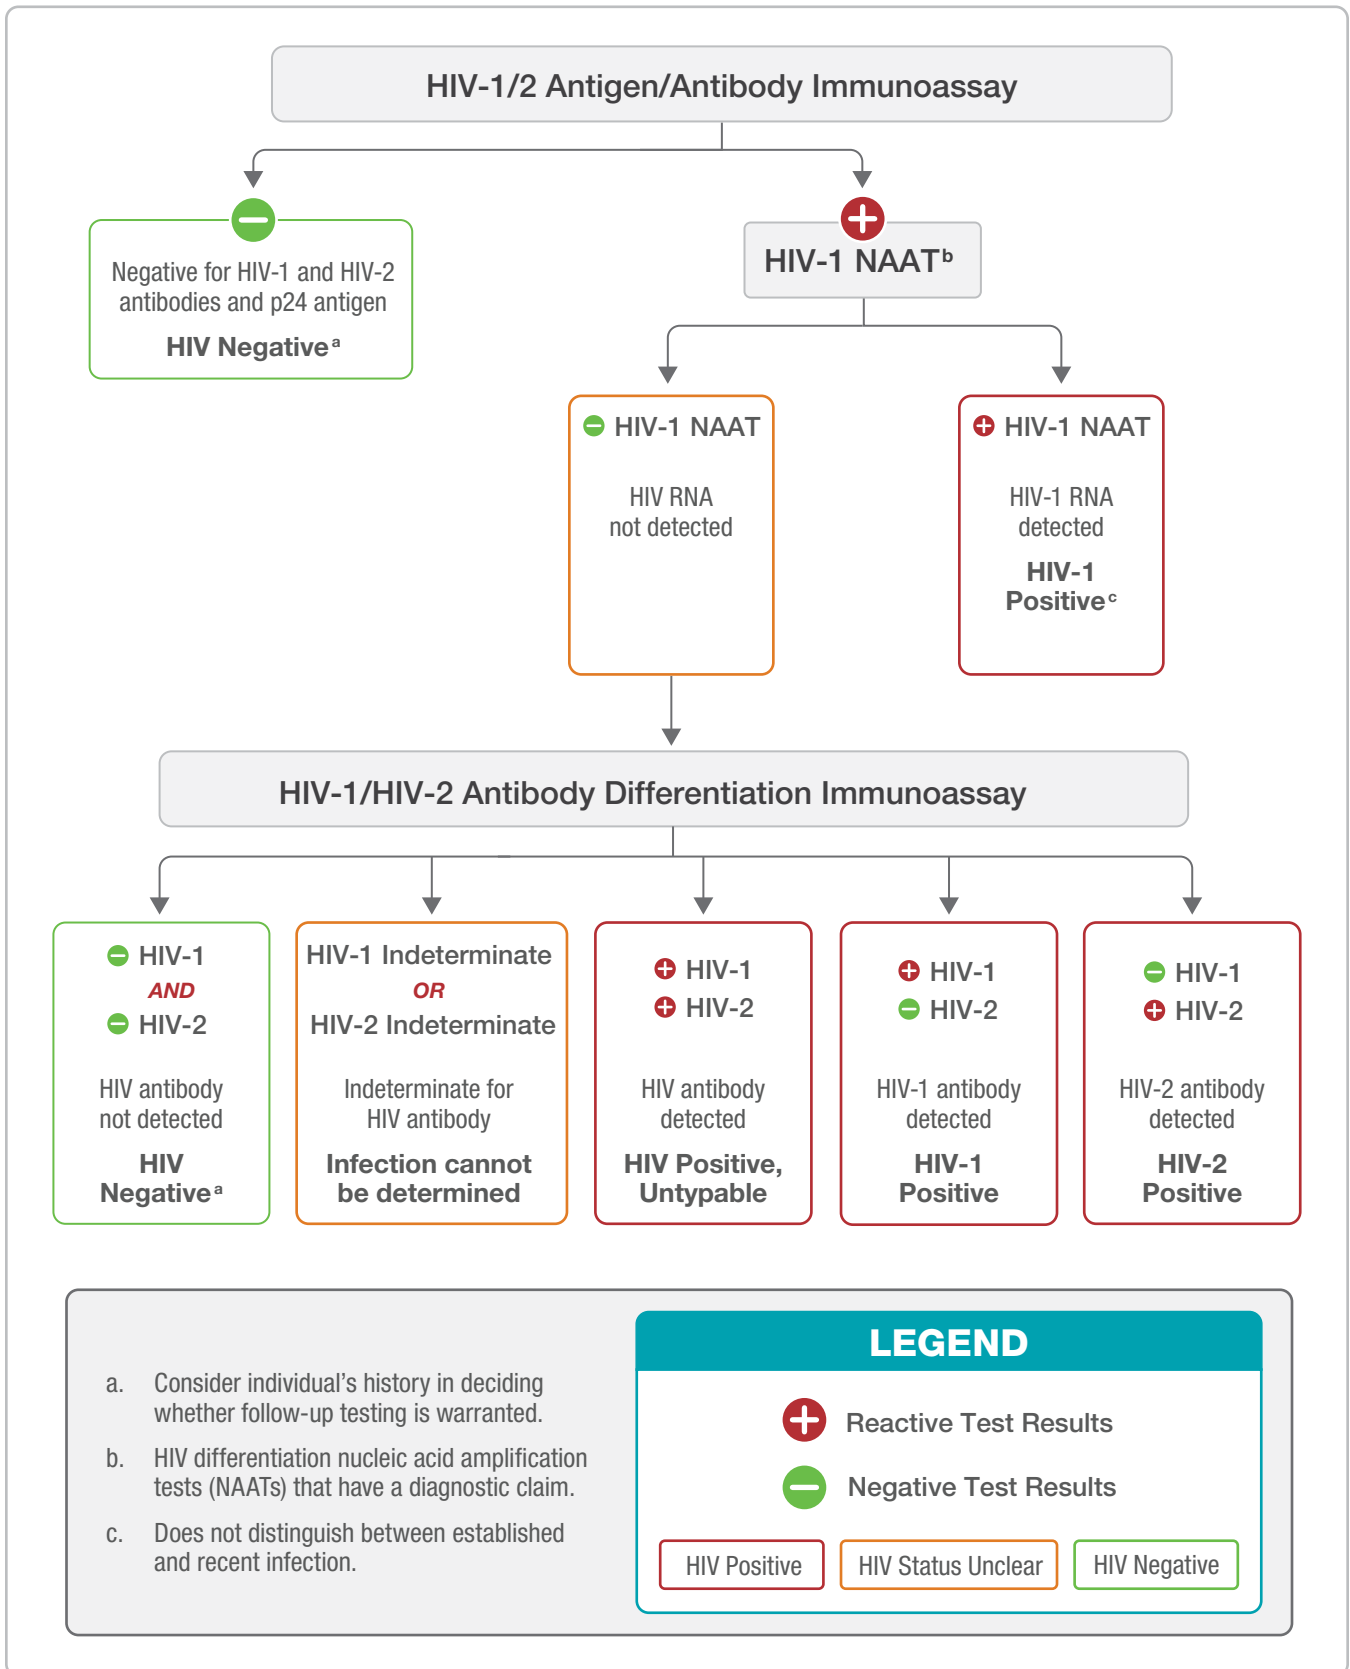 HIV-1/2 Antigen/Antibody Immunoassay
Negative for HIV-1 and HIV-2
antibodies and p24 antigen
HIV Negative a
HIV-1 NAAT b
HIV-1 NAAT
HIV RNA
not detected
HIV-1 NAAT
HIV-1 RNA
detected
HIV-1
Positive c
HIV-1/HIV-2 Antibody Differentiation Immunoassay
HIV-1
AND
HIV-2
HIV antibody
not detected
HIV
Negative a
HIV-1 Indeterminate
OR
HIV-2 Indeterminate
Indeterminate for
HIV antibody
Infection cannot
be determined
HIV-1
HIV-2
HIV antibody
detected
HIV Positive,
Untypable
HIV-1
HIV-2
HIV-1 antibody
detected
HIV-1
Positive
HIV-1
HIV-2
HIV-2 antibody
detected
HIV-2
Positive
a. Consider individual’s history in deciding
whether follow-up testing is warranted.
b. HIV differentiation nucleic acid amplification
tests (NAATs) that have a diagnostic claim.
c. Does not distinguish between established
and recent infection.
LEGEND
Reactive Test Results
Negative Test Results
HIV Positive
HIV Status Unclear
HIV Negative